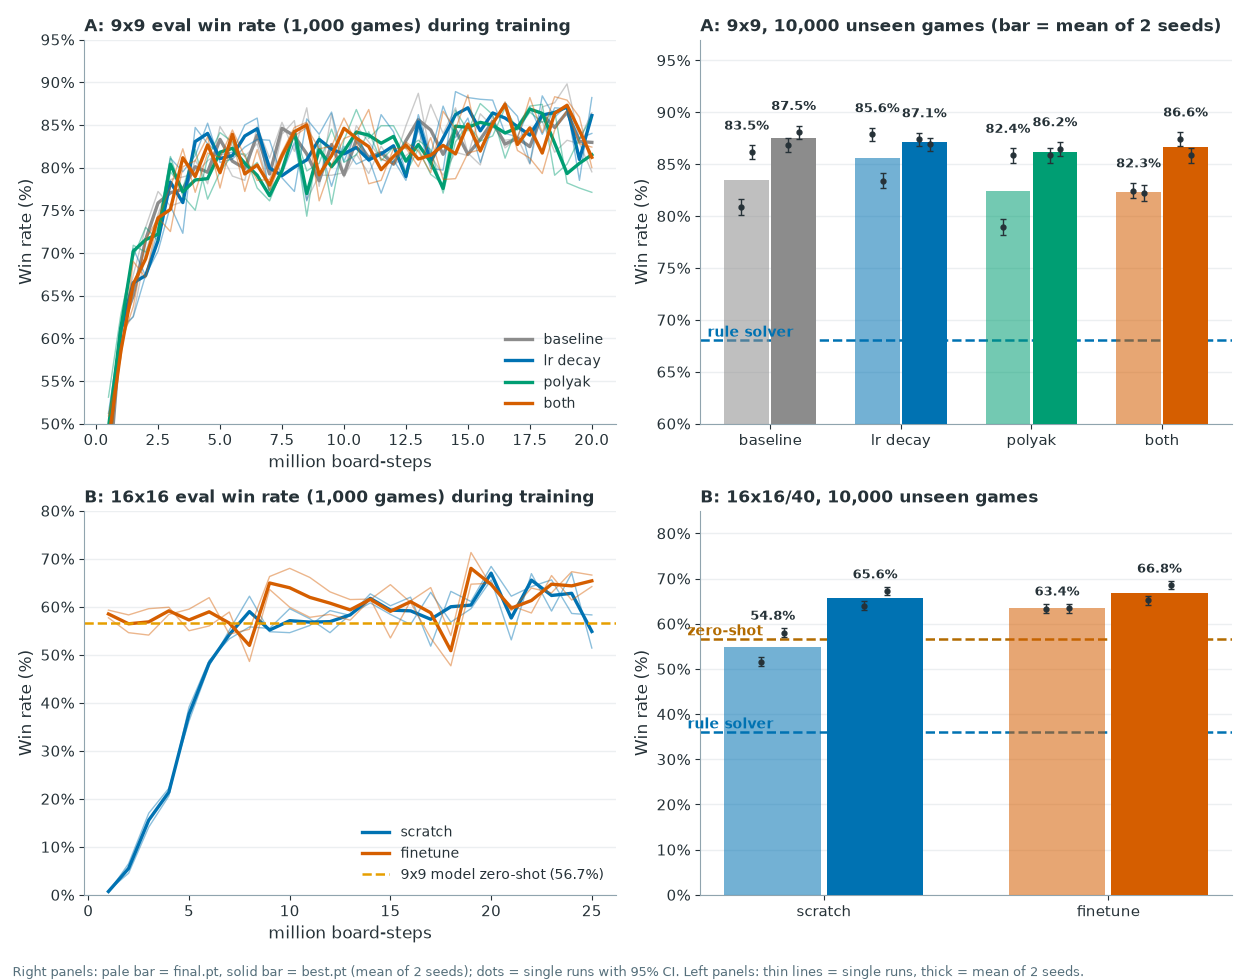 A: 9x9 eval win rate (1,000 games) during training
95%
90%
85%
80%
75%
70%
65%
60%
55%
50%
Win rate (%)
baseline
lr decay
polyak
both
0.0 2.5 5.0 7.5 10.0 12.5 15.0 17.5 20.0
million board-steps
A: 9x9, 10,000 unseen games (bar = mean of 2 seeds)
95%
90%
85%
80%
75%
70%
65%
60%
Win rate (%)
83.5% 87.5% 85.6% 87.1% 82.4% 86.2% 82.3% 86.6%
rule solver
baseline lr decay polyak both
B: 16x16 eval win rate (1,000 games) during training
80%
70%
60%
50%
40%
30%
20%
10%
0%
Win rate (%)
scratch
finetune
9x9 model zero-shot (56.7%)
0 5 10 15 20 25
million board-steps
B: 16x16/40, 10,000 unseen games
80%
70%
60%
50%
40%
30%
20%
10%
0%
Win rate (%)
54.8% 65.6% 63.4% 66.8%
zero-shot
rule solver
scratch finetune
Right panels: pale bar = final.pt, solid bar = best.pt (mean of 2 seeds); dots = single runs with 95% CI. Left panels: thin lines = single runs, thick = mean of 2 seeds.